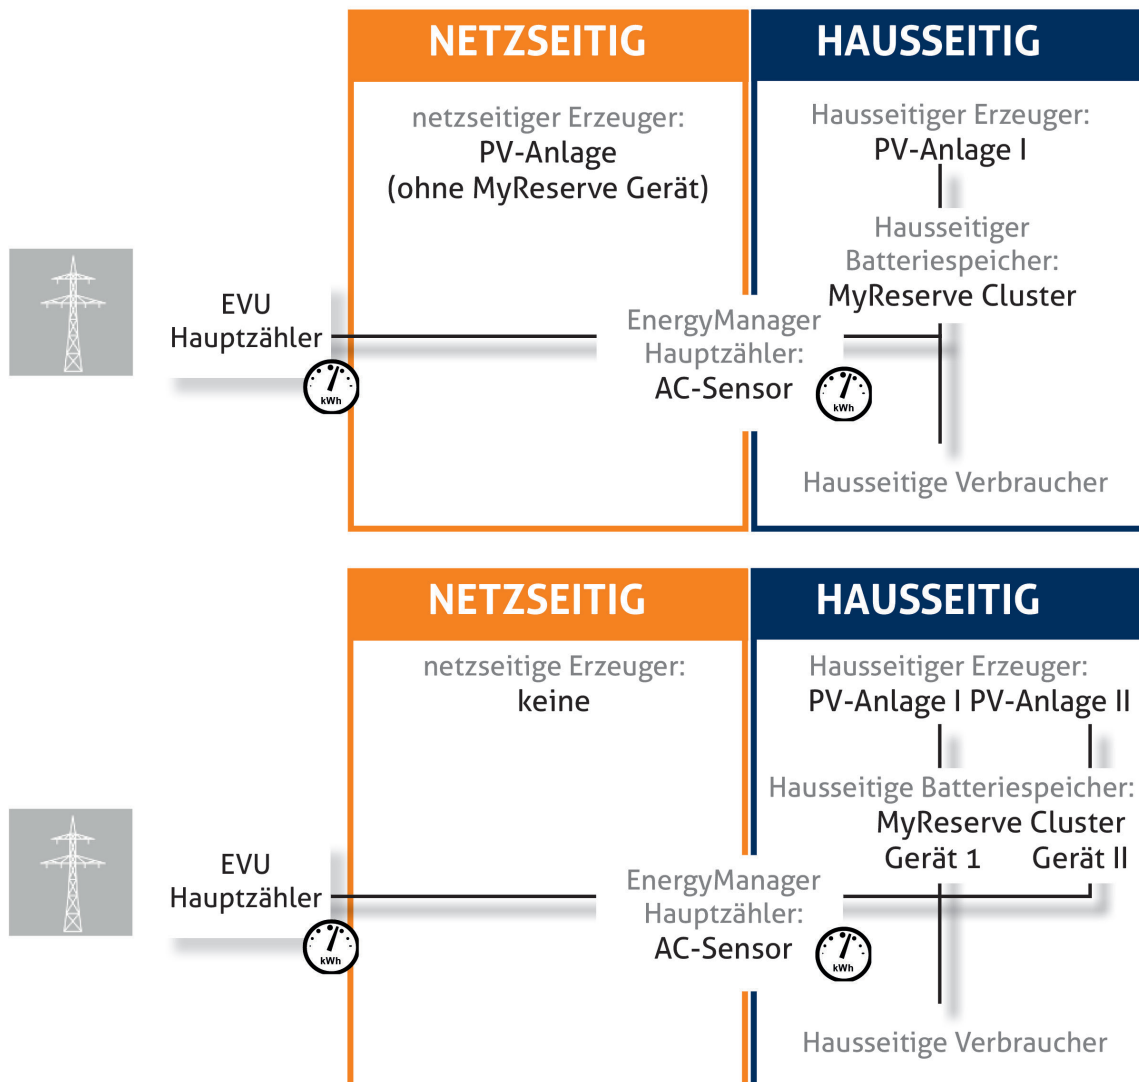 NETZSEITIG
HAUSSEITIG
netzseitiger Erzeuger:
PV-Anlage
(ohne MyReserve Gerät)
Hausseitiger Erzeuger:
PV-Anlage I
Hausseitiger
Batteriespeicher:
MyReserve Cluster
EVU
Hauptzähler
kWh
EnergyManager
Hauptzähler:
AC-Sensor
kWh
Hausseitige Verbraucher
NETZSEITIG
HAUSSEITIG
netzseitige Erzeuger:
keine
Hausseitiger Erzeuger:
PV-Anlage I PV-Anlage II
Hausseitige Batteriespeicher:
MyReserve Cluster
Gerät 1 Gerät II
EVU
Hauptzähler
kWh
EnergyManager
Hauptzähler:
AC-Sensor
kWh
Hausseitige Verbraucher